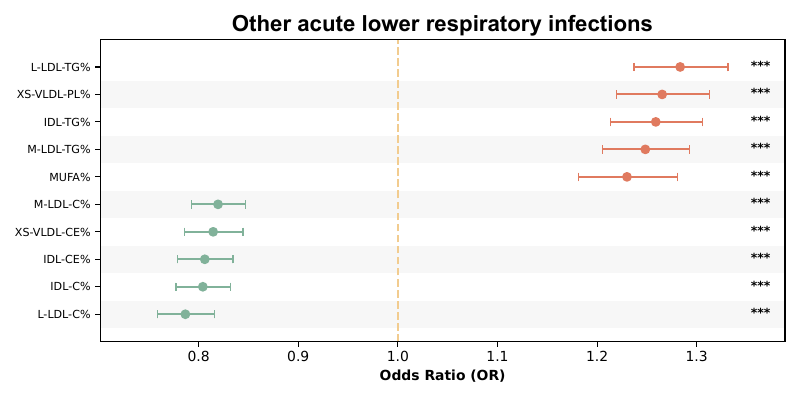 Other acute lower respiratory infections
L-LDL-TG% ***
XS-VLDL-PL% ***
IDL-TG% ***
M-LDL-TG% ***
MUFA% ***
M-LDL-C% ***
XS-VLDL-CE% ***
IDL-CE% ***
IDL-C% ***
L-LDL-C% ***
0.8 0.9 1.0 1.1 1.2 1.3
Odds Ratio (OR)